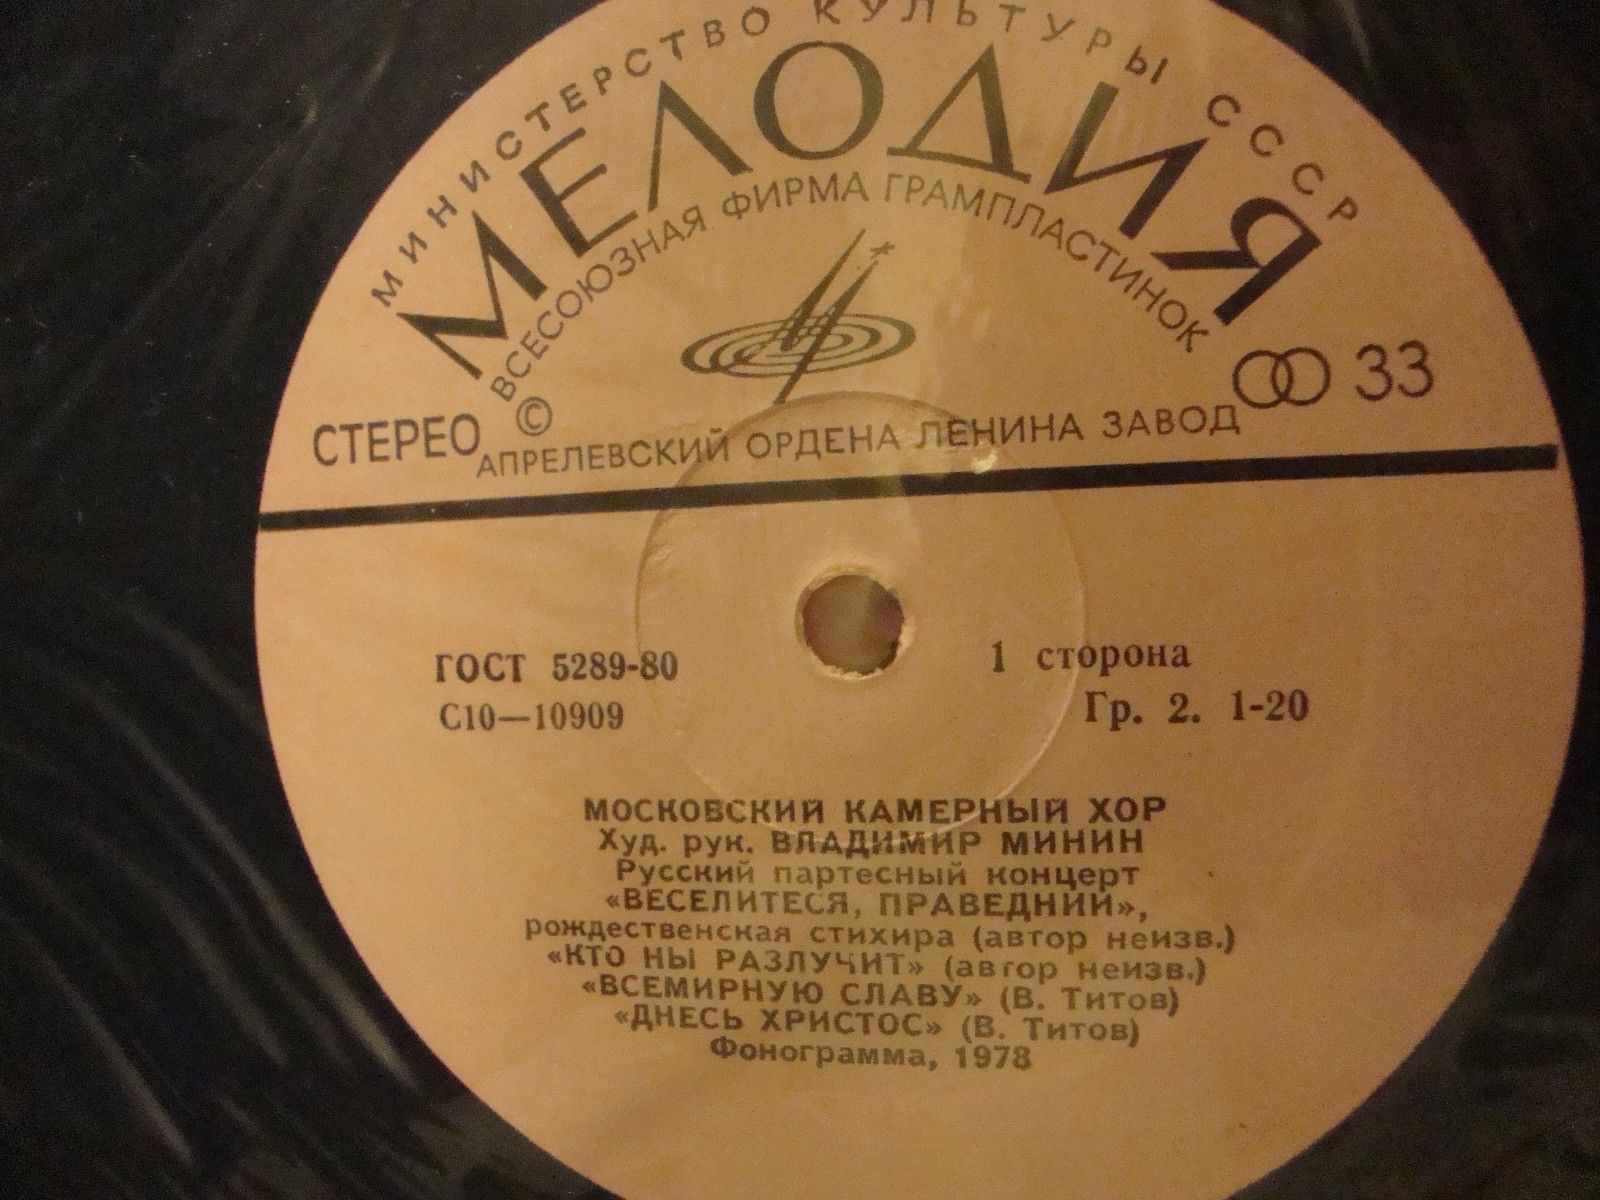 МИНИСТЕРСТВО КУЛЬТУРЫ СССР
МЕЛОДИЯ
ВСЕСОЮЗНАЯ ФИРМА ГРАМПЛАСТИНОК
СТЕРЕО
©
АПРЕЛЕВСКИЙ ОРДЕНА ЛЕНИНА ЗАВОД
33
ГОСТ 5289-80
1 сторона
С10—10909
Гр. 2. 1-20
МОСКОВСКИЙ КАМЕРНЫЙ ХОР
Худ. рук. ВЛАДИМИР МИНИН
Русский партесный концерт
«ВЕСЕЛИТЕСЯ, ПРАВЕДНИИ»,
рождественская стихира (автор неизв.)
«КТО НЫ РАЗЛУЧИТ» (автор неизв.)
«ВСЕМИРНУЮ СЛАВУ» (В. Титов)
«ДНЕСЬ ХРИСТОС» (В. Титов)
Фонограмма, 1978